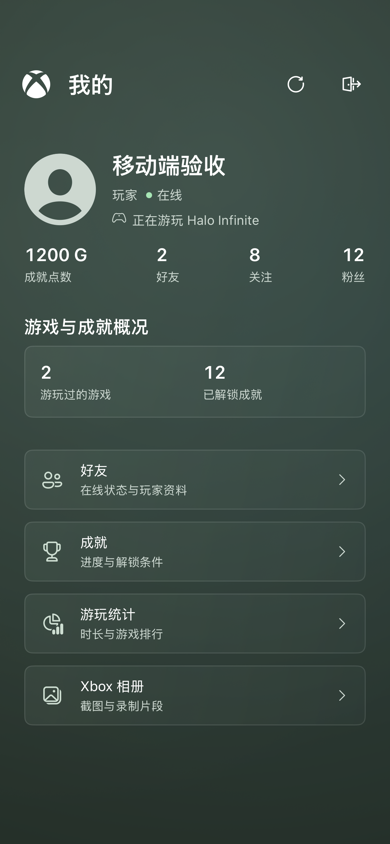 我的
移动端验收
玩家 ● 在线
正在游玩 Halo Infinite
1200 G 2 8 12
成就点数 好友 关注 粉丝
游戏与成就概况
2 12
游玩过的游戏 已解锁成就
好友
在线状态与玩家资料
成就
进度与解锁条件
游玩统计
时长与游戏排行
Xbox 相册
截图与录制片段